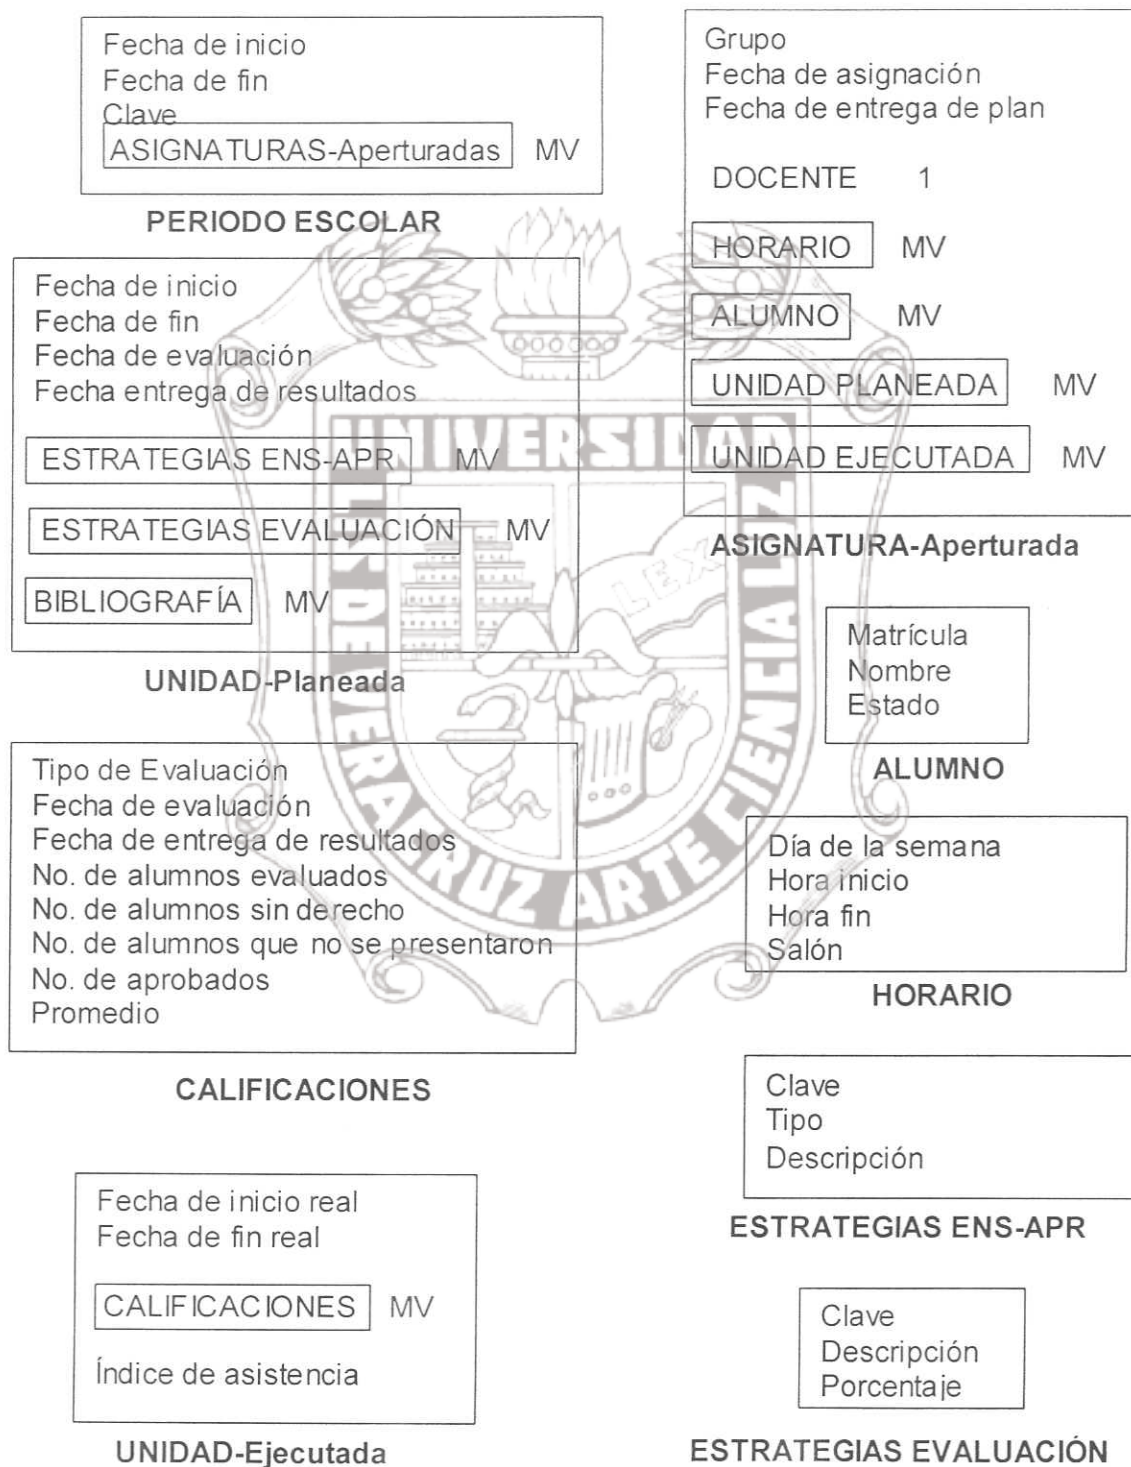 Fecha de inicio
Fecha de fin
Clave
ASIGNATURAS-Aperturadas MV
PERIODO ESCOLAR
Fecha de inicio
Fecha de fin
Fecha de evaluación
Fecha entrega de resultados
ESTRATEGIAS ENS-APR MV
ESTRATEGIAS EVALUACIÓN MV
BIBLIOGRAFÍA MV
UNIDAD-Planeada
Tipo de Evaluación
Fecha de evaluación
Fecha de entrega de resultados
No. de alumnos evaluados
No. de alumnos sin derecho
No. de alumnos que no se presentaron
No. de aprobados
Promedio
CALIFICACIONES
Fecha de inicio real
Fecha de fin real
CALIFICACIONES MV
Índice de asistencia
UNIDAD-Ejecutada
Grupo
Fecha de asignación
Fecha de entrega de plan
DOCENTE 1
HORARIO MV
ALUMNO MV
UNIDAD PLANEADA MV
UNIDAD EJECUTADA MV
ASIGNATURA-Aperturada
Matrícula
Nombre
Estado
ALUMNO
Día de la semana
Hora inicio
Hora fin
Salón
HORARIO
Clave
Tipo
Descripción
ESTRATEGIAS ENS-APR
Clave
Descripción
Porcentaje
ESTRATEGIAS EVALUACIÓN
UNIVERSIDAD
DE VERACRUZ ARTE CIENCIA
LEX